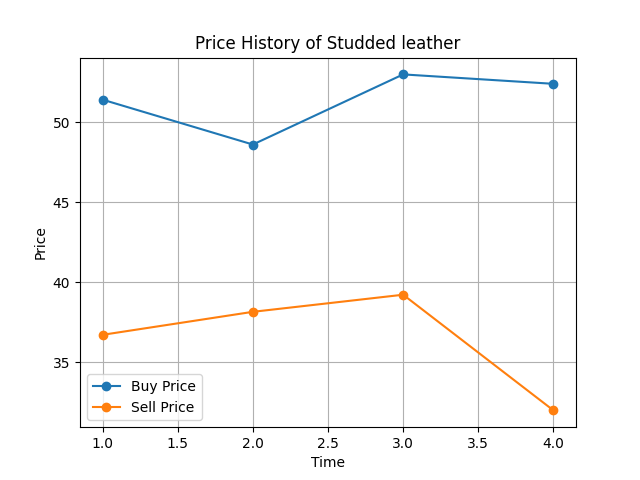 Price History of Studded leather
Price
50
45
40
35
Buy Price
Sell Price
1.0 1.5 2.0 2.5 3.0 3.5 4.0
Time